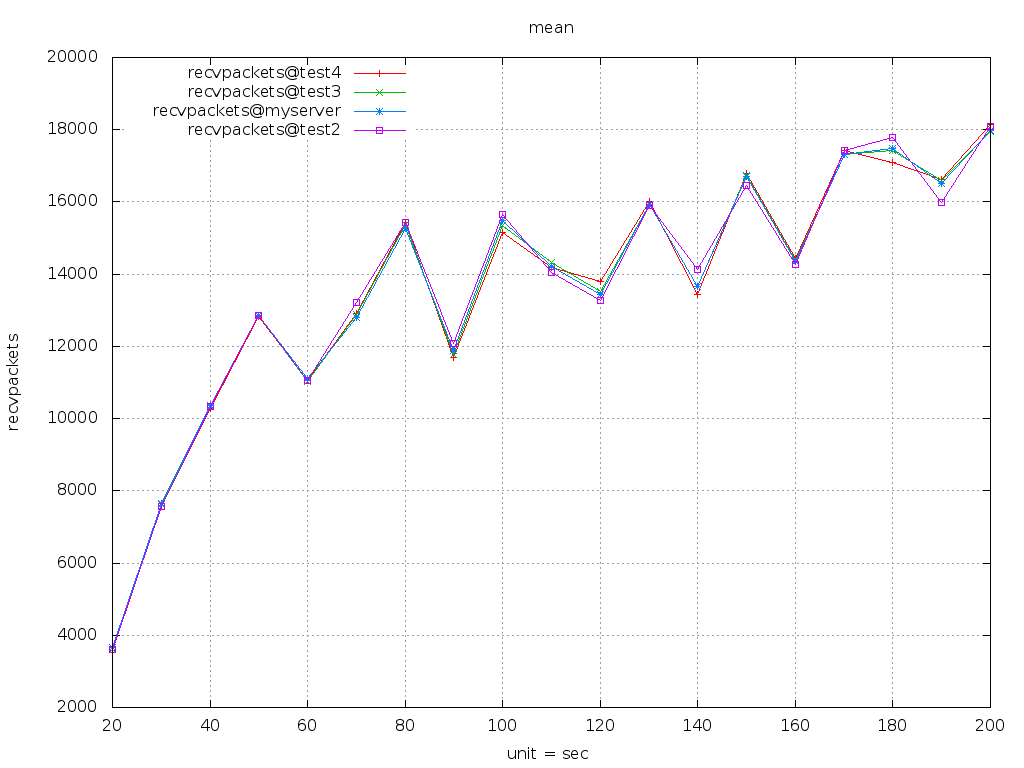 mean
20000
18000
16000
14000
12000
10000
8000
6000
4000
2000
recvpackets
recvpackets@test4
recvpackets@test3
recvpackets@myserver
recvpackets@test2
20 40 60 80 100 120 140 160 180 200
unit = sec